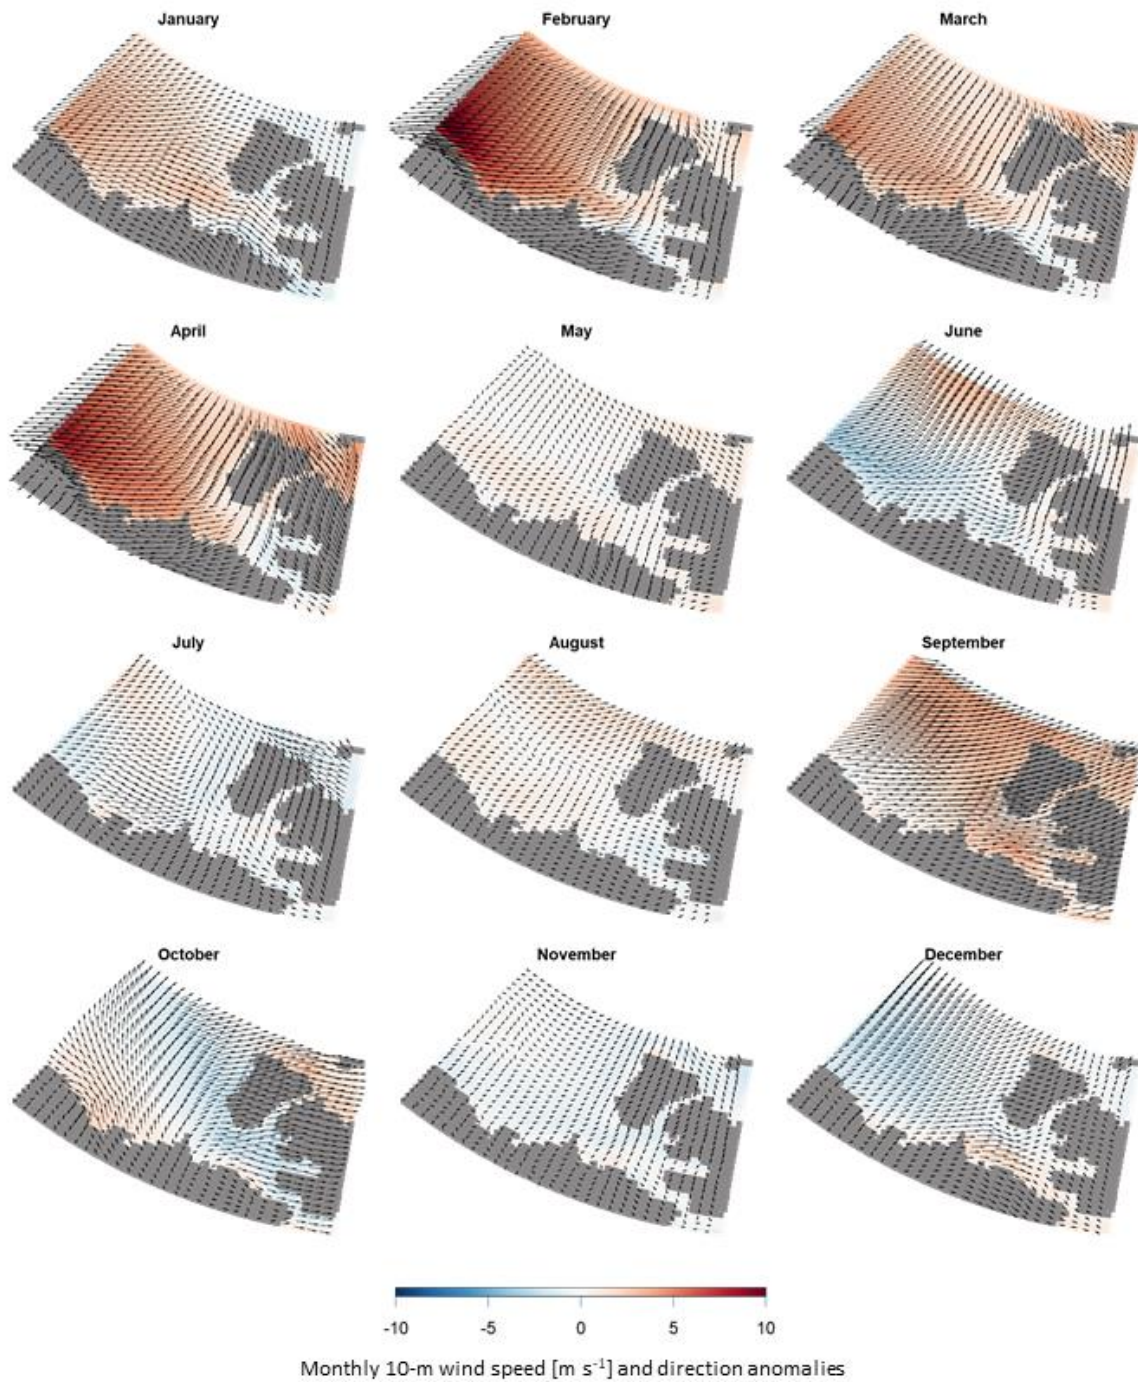 January February March
April May June
July August September
October November December
-10 -5 0 5 10
Monthly 10-m wind speed [m s⁻¹] and direction anomalies